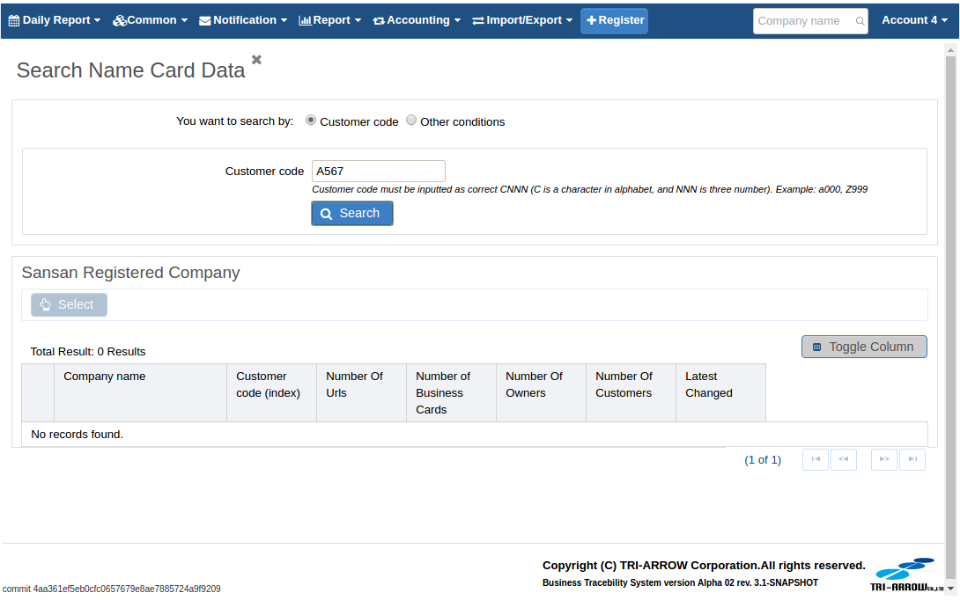 Daily Report Common Notification Report Accounting Import/Export Register Company name Account 4
Search Name Card Data
You want to search by: Customer code Other conditions
Customer code A567
Customer code must be inputted as correct CNNN (C is a character in alphabet, and NNN is three number). Example: a000, Z999
Search
Sansan Registered Company
Select
Total Result: 0 Results Toggle Column
Company name Customer code (index) Number Of Urls Number of Business Cards Number Of Owners Number Of Customers Latest Changed
No records found.
(1 of 1)
Copyright (C) TRI-ARROW Corporation.All rights reserved.
Business Tracebility System version Alpha 02 rev. 3.1-SNAPSHOT
TRI-ARROW CO.,LTD
commit 4aa361ef5eb0cfc0657679e8ae7885724a9f9209